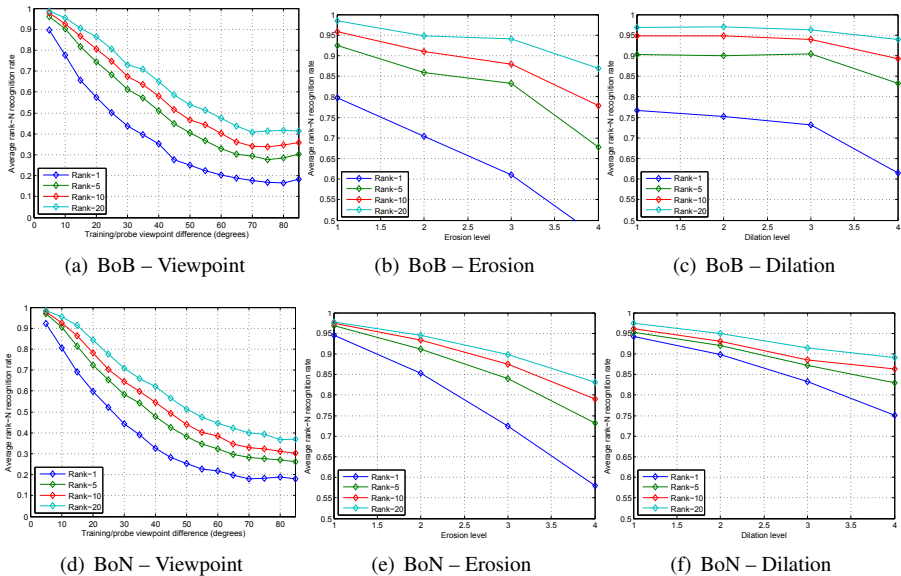 Average rank−N recognition rate
1
0.9
0.8
0.7
0.6
0.5
0.4
0.3
0.2
0.1
0
Rank−1
Rank−5
Rank−10
Rank−20
0 10 20 30 40 50 60 70 80
Training/probe viewpoint difference (degrees)
(a) BoB – Viewpoint
Average rank−N recognition rate
1
0.95
0.9
0.85
0.8
0.75
0.7
0.65
0.6
0.55
0.5
Rank−1
Rank−5
Rank−10
Rank−20
1 1.5 2 2.5 3 3.5 4
Erosion level
(b) BoB – Erosion
Average rank−N recognition rate
1
0.95
0.9
0.85
0.8
0.75
0.7
0.65
0.6
0.55
0.5
Rank−1
Rank−5
Rank−10
Rank−20
1 1.5 2 2.5 3 3.5 4
Dilation level
(c) BoB – Dilation
Average rank−N recognition rate
1
0.9
0.8
0.7
0.6
0.5
0.4
0.3
0.2
0.1
0
Rank−1
Rank−5
Rank−10
Rank−20
0 10 20 30 40 50 60 70 80
Training/probe viewpoint difference (degrees)
(d) BoN – Viewpoint
Average rank−N recognition rate
1
0.95
0.9
0.85
0.8
0.75
0.7
0.65
0.6
0.55
0.5
Rank−1
Rank−5
Rank−10
Rank−20
1 1.5 2 2.5 3 3.5 4
Erosion level
(e) BoN – Erosion
Average rank−N recognition rate
1
0.95
0.9
0.85
0.8
0.75
0.7
0.65
0.6
0.55
0.5
Rank−1
Rank−5
Rank−10
Rank−20
1 1.5 2 2.5 3 3.5 4
Dilation level
(f) BoN – Dilation